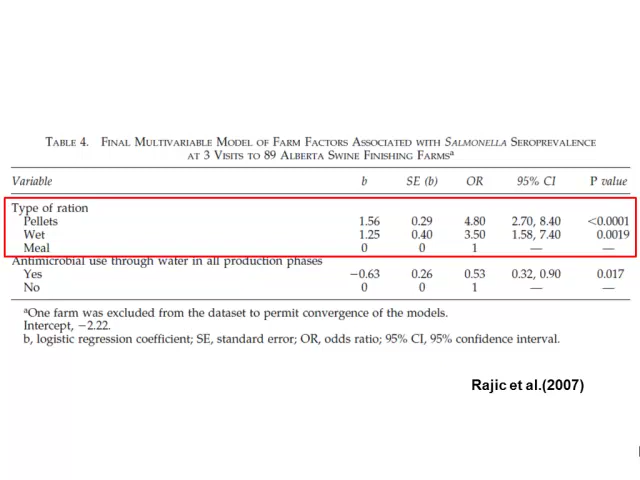 TABLE 4. FINAL MULTIVARIABLE MODEL OF FARM FACTORS ASSOCIATED WITH SALMONELLA SEROPREVALENCE
AT 3 VISITS TO 89 ALBERTA SWINE FINISHING FARMSa
Variable b SE (b) OR 95% CI P value
Type of ration
Pellets 1.56 0.29 4.80 2.70, 8.40 <0.0001
Wet 1.25 0.40 3.50 1.58, 7.40 0.0019
Meal 0 0 1 — —
Antimicrobial use through water in all production phases
Yes −0.63 0.26 0.53 0.32, 0.90 0.017
No 0 0 1 — —
aOne farm was excluded from the dataset to permit convergence of the models.
Intercept, −2.22.
b, logistic regression coefficient; SE, standard error; OR, odds ratio; 95% CI, 95% confidence interval.
Rajic et al.(2007)